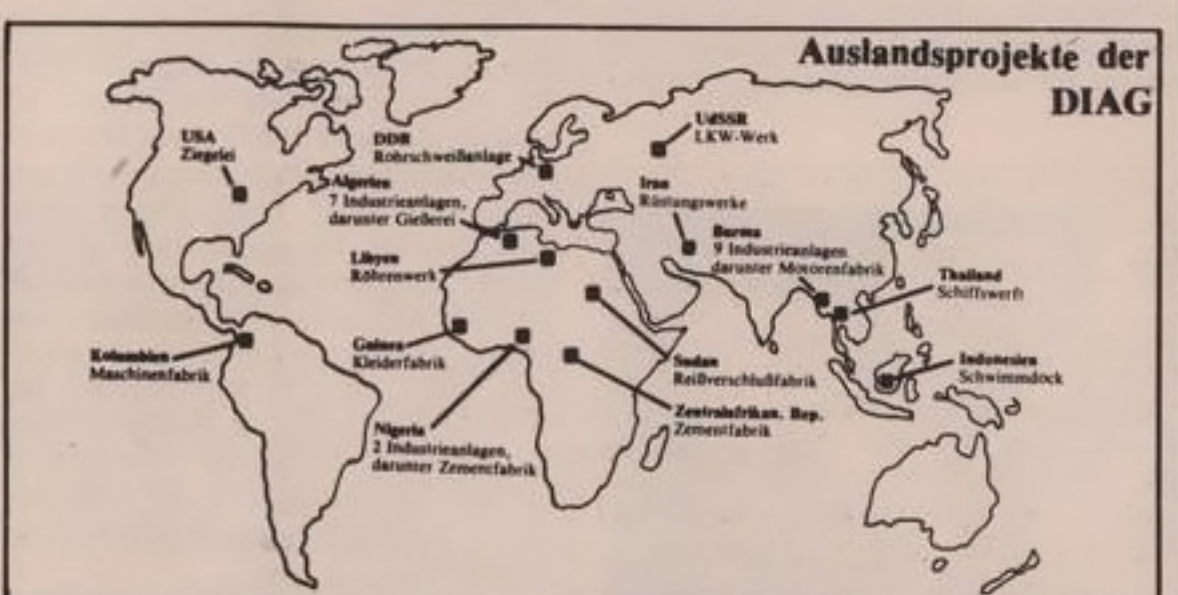 Auslandsprojekte der
DIAG
USA
Ziegelei
DDR
Rohrschweißanlage
UdSSR
LKW-Werk
Algerien
7 Industrieanlagen,
darunter Gießerei
Iran
Rüstungswerke
Burma
9 Industrieanlagen
darunter Motorenfabrik
Libyen
Röhrenwerk
Thailand
Schiffswerft
Kolumbien
Maschinenfabrik
Guinea
Kleiderfabrik
Sudan
Reißverschlußfabrik
Indonesien
Schwimmdock
Zentralafrikan. Rep.
Zementfabrik
Nigeria
2 Industrieanlagen,
darunter Zementfabrik